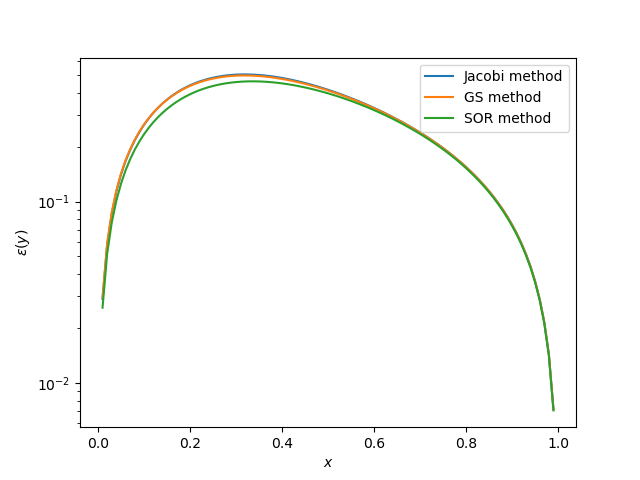 Jacobi method
GS method
SOR method
10⁻¹
10⁻²
ε(y)
0.0 0.2 0.4 0.6 0.8 1.0
x